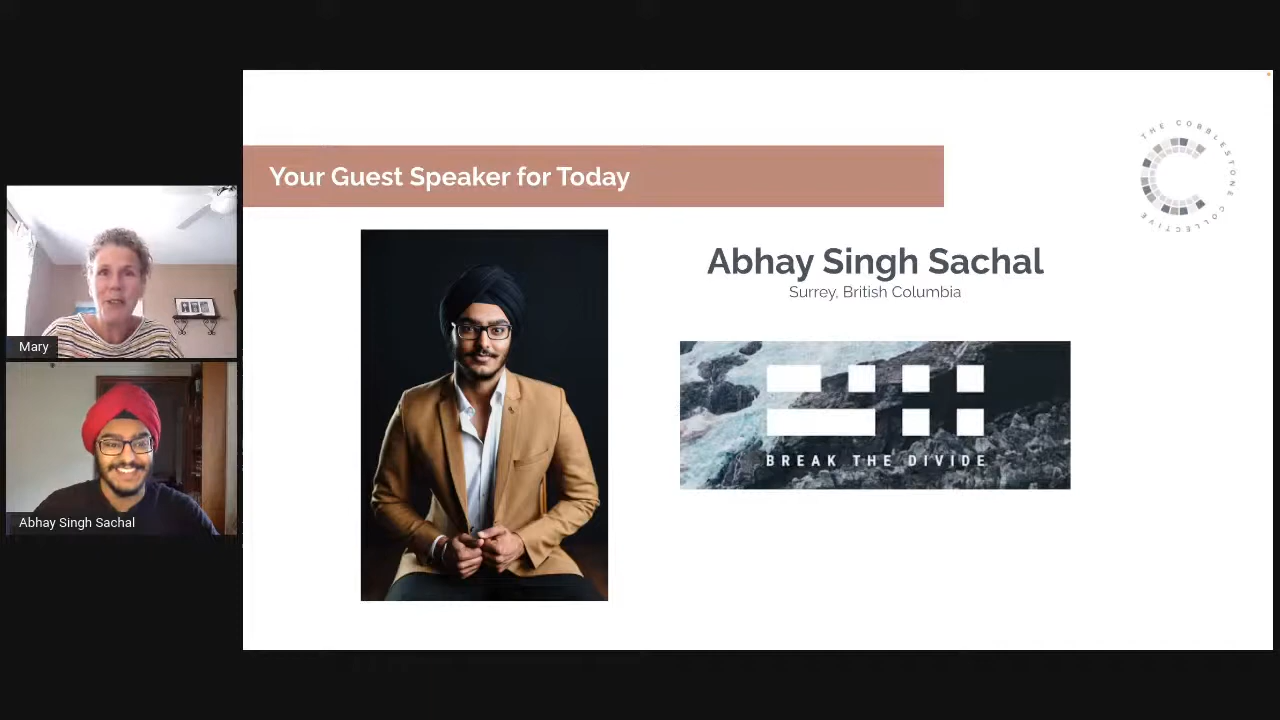 Your Guest Speaker for Today
THE COBBLESTONE COLLECTIVE
Abhay Singh Sachal
Surrey, British Columbia
BREAK THE DIVIDE
Mary
Abhay Singh Sachal